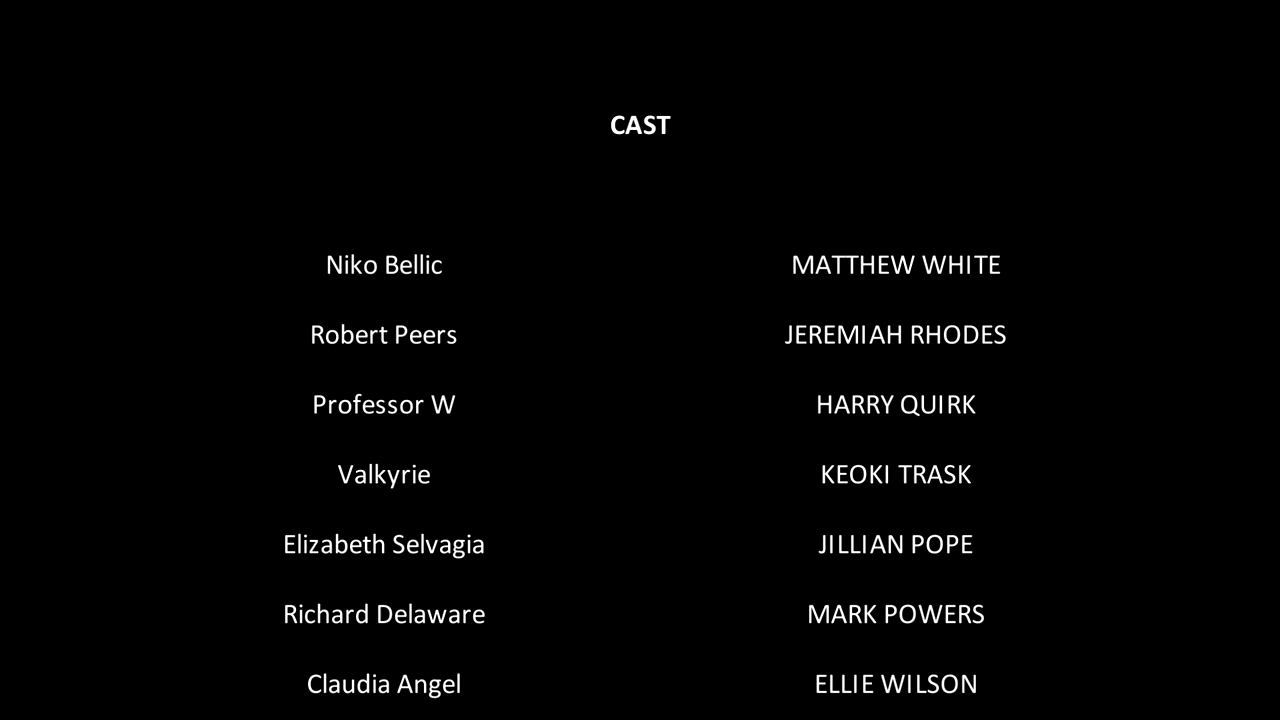 CAST
Niko Bellic MATTHEW WHITE
Robert Peers JEREMIAH RHODES
Professor W HARRY QUIRK
Valkyrie KEOKI TRASK
Elizabeth Selvagia JILLIAN POPE
Richard Delaware MARK POWERS
Claudia Angel ELLIE WILSON